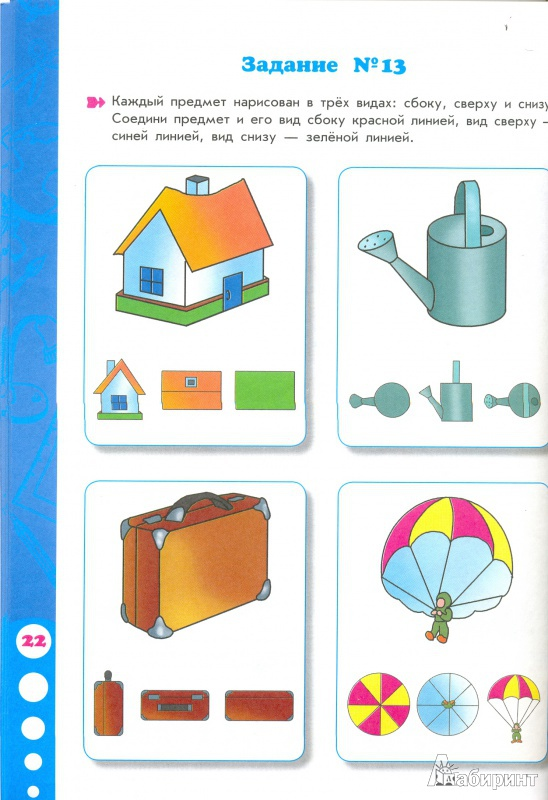 Задание №13
Каждый предмет нарисован в трёх видах: сбоку, сверху и снизу
Соедини предмет и его вид сбоку красной линией, вид сверху –
синей линией, вид снизу — зелёной линией.
22
Лабиринт